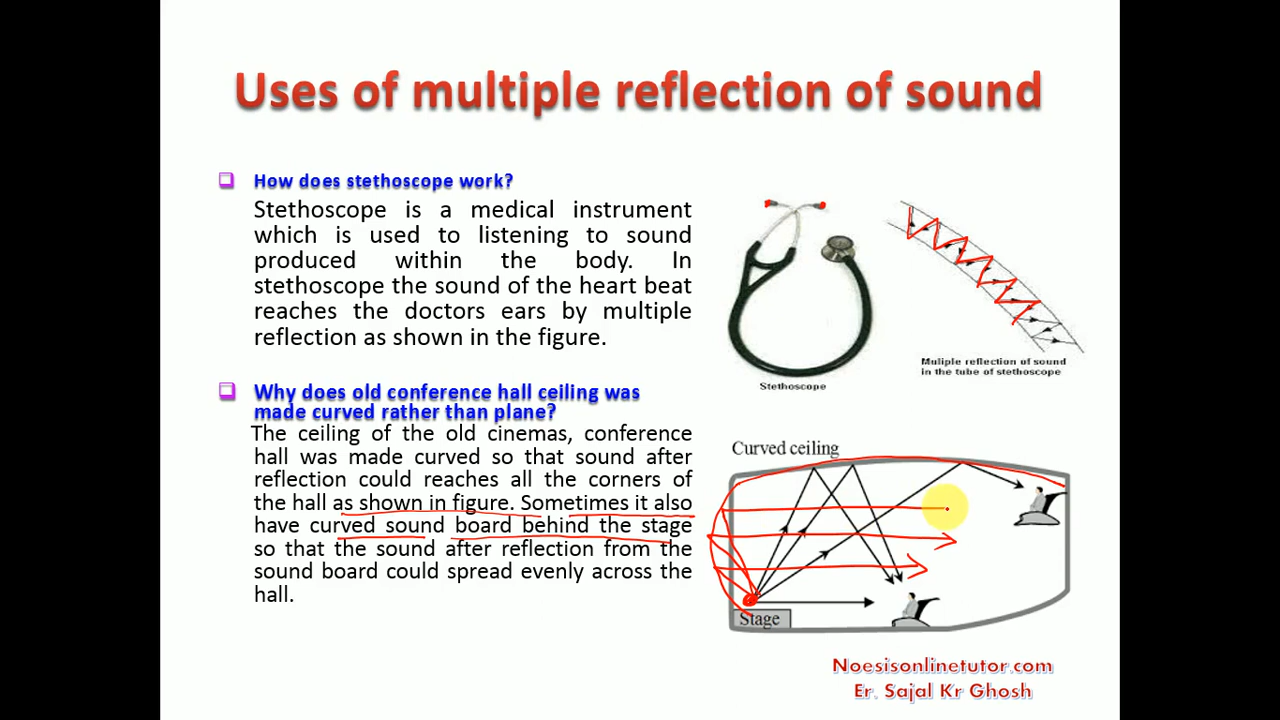 Uses of multiple reflection of sound
How does stethoscope work?
Stethoscope is a medical instrument
which is used to listening to sound
produced within the body. In
stethoscope the sound of the heart beat
reaches the doctors ears by multiple
reflection as shown in the figure.
Stethoscope
Muliple reflection of sound
in the tube of stethoscope
Why does old conference hall ceiling was
made curved rather than plane?
The ceiling of the old cinemas, conference
hall was made curved so that sound after
reflection could reaches all the corners of
the hall as shown in figure. Sometimes it also
have curved sound board behind the stage
so that the sound after reflection from the
sound board could spread evenly across the
hall.
Curved ceiling
Stage
Noesisonlinetutor.com
Er. Sajal Kr Ghosh